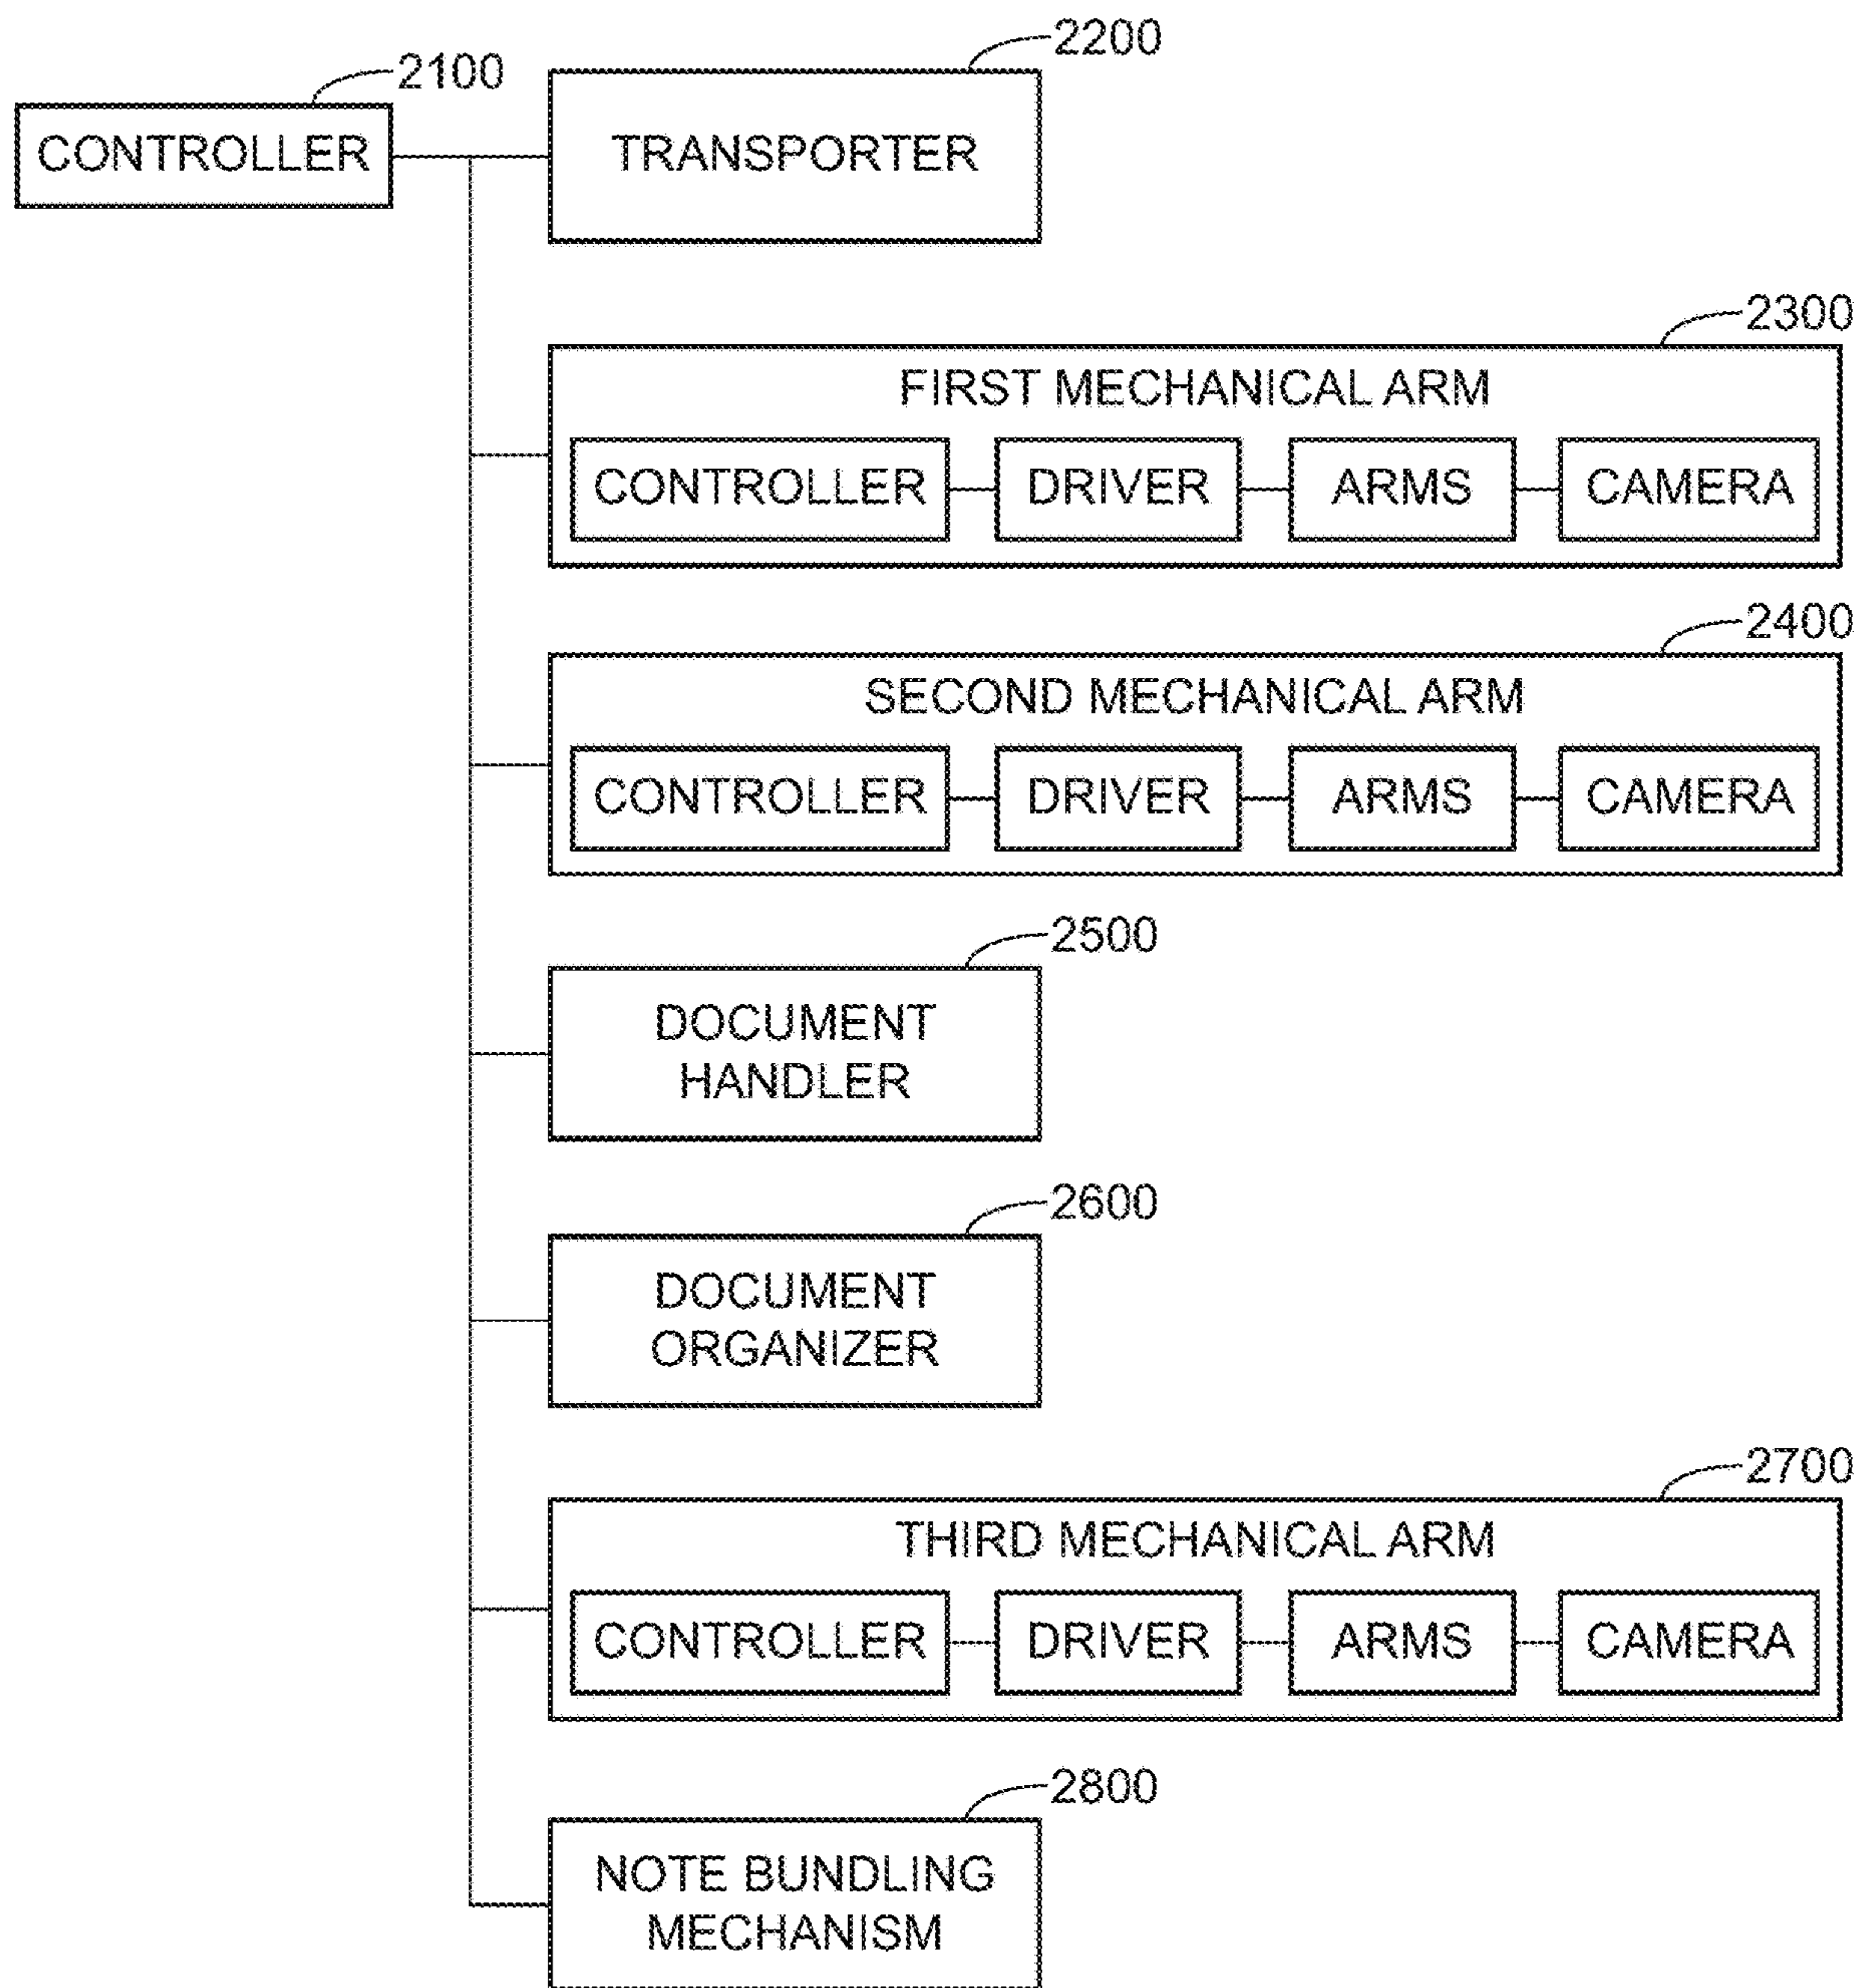 2200
2100
CONTROLLER
TRANSPORTER
2300
FIRST MECHANICAL ARM
CONTROLLER DRIVER ARMS CAMERA
2400
SECOND MECHANICAL ARM
CONTROLLER DRIVER ARMS CAMERA
2500
DOCUMENT
HANDLER
2600
DOCUMENT
ORGANIZER
2700
THIRD MECHANICAL ARM
CONTROLLER DRIVER ARMS CAMERA
2800
NOTE BUNDLING
MECHANISM